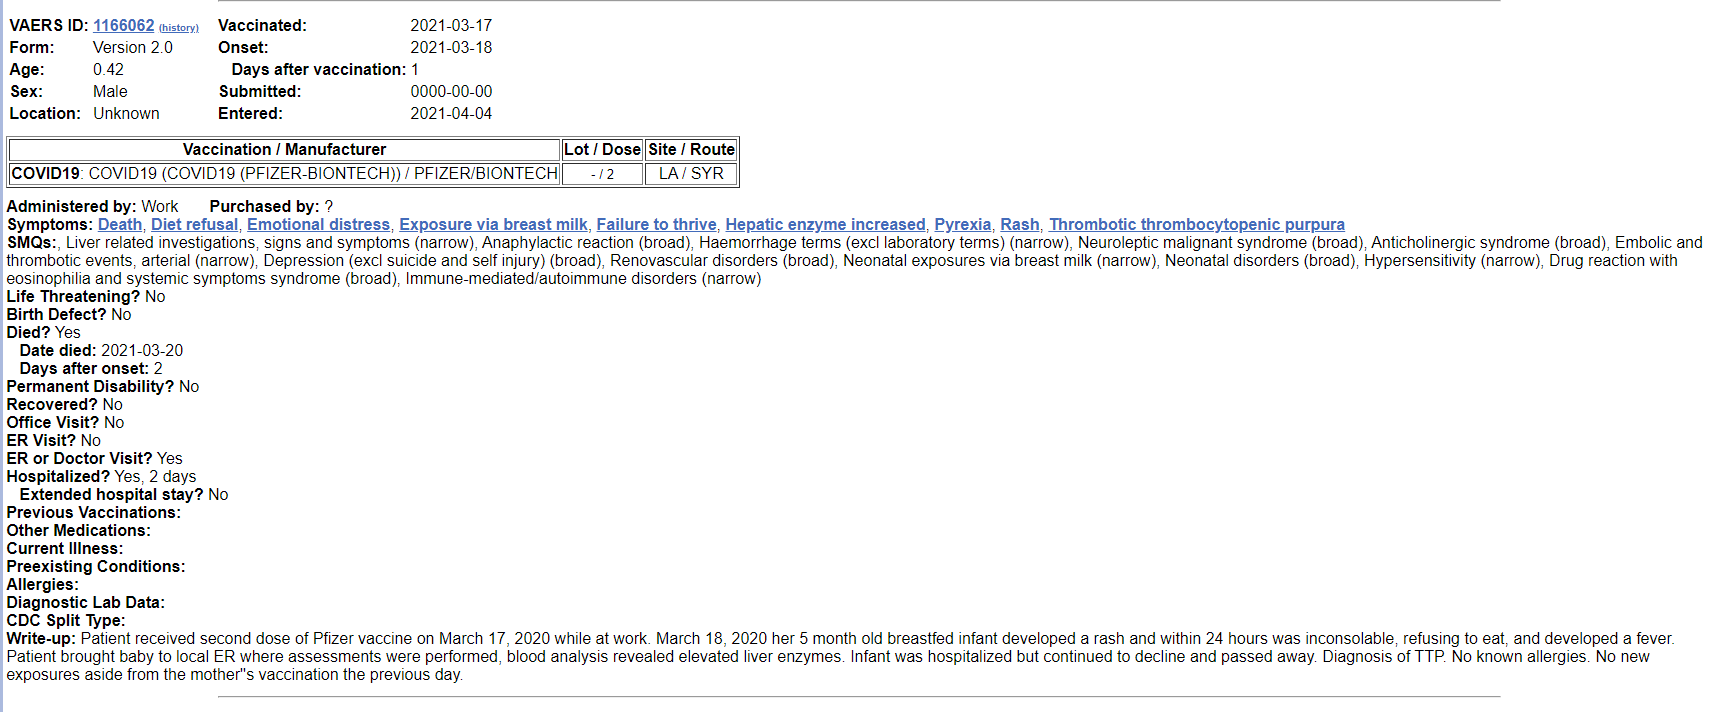 VAERS ID: 1166062 (history) Vaccinated: 2021-03-17
Form: Version 2.0 Onset: 2021-03-18
Age: 0.42 Days after vaccination: 1
Sex: Male Submitted: 0000-00-00
Location: Unknown Entered: 2021-04-04
Vaccination / Manufacturer Lot / Dose Site / Route
COVID19: COVID19 (COVID19 (PFIZER-BIONTECH)) / PFIZER/BIONTECH - / 2 LA / SYR
Administered by: Work Purchased by: ?
Symptoms: Death, Diet refusal, Emotional distress, Exposure via breast milk, Failure to thrive, Hepatic enzyme increased, Pyrexia, Rash, Thrombotic thrombocytopenic purpura
SMQs:, Liver related investigations, signs and symptoms (narrow), Anaphylactic reaction (broad), Haemorrhage terms (excl laboratory terms) (narrow), Neuroleptic malignant syndrome (broad), Anticholinergic syndrome (broad), Embolic and
thrombotic events, arterial (narrow), Depression (excl suicide and self injury) (broad), Renovascular disorders (broad), Neonatal exposures via breast milk (narrow), Neonatal disorders (broad), Hypersensitivity (narrow), Drug reaction with
eosinophilia and systemic symptoms syndrome (broad), Immune-mediated/autoimmune disorders (narrow)
Life Threatening? No
Birth Defect? No
Died? Yes
Date died: 2021-03-20
Days after onset: 2
Permanent Disability? No
Recovered? No
Office Visit? No
ER Visit? No
ER or Doctor Visit? Yes
Hospitalized? Yes, 2 days
Extended hospital stay? No
Previous Vaccinations:
Other Medications:
Current Illness:
Preexisting Conditions:
Allergies:
Diagnostic Lab Data:
CDC Split Type:
Write-up: Patient received second dose of Pfizer vaccine on March 17, 2020 while at work. March 18, 2020 her 5 month old breastfed infant developed a rash and within 24 hours was inconsolable, refusing to eat, and developed a fever.
Patient brought baby to local ER where assessments were performed, blood analysis revealed elevated liver enzymes. Infant was hospitalized but continued to decline and passed away. Diagnosis of TTP. No known allergies. No new
exposures aside from the mother"s vaccination the previous day.